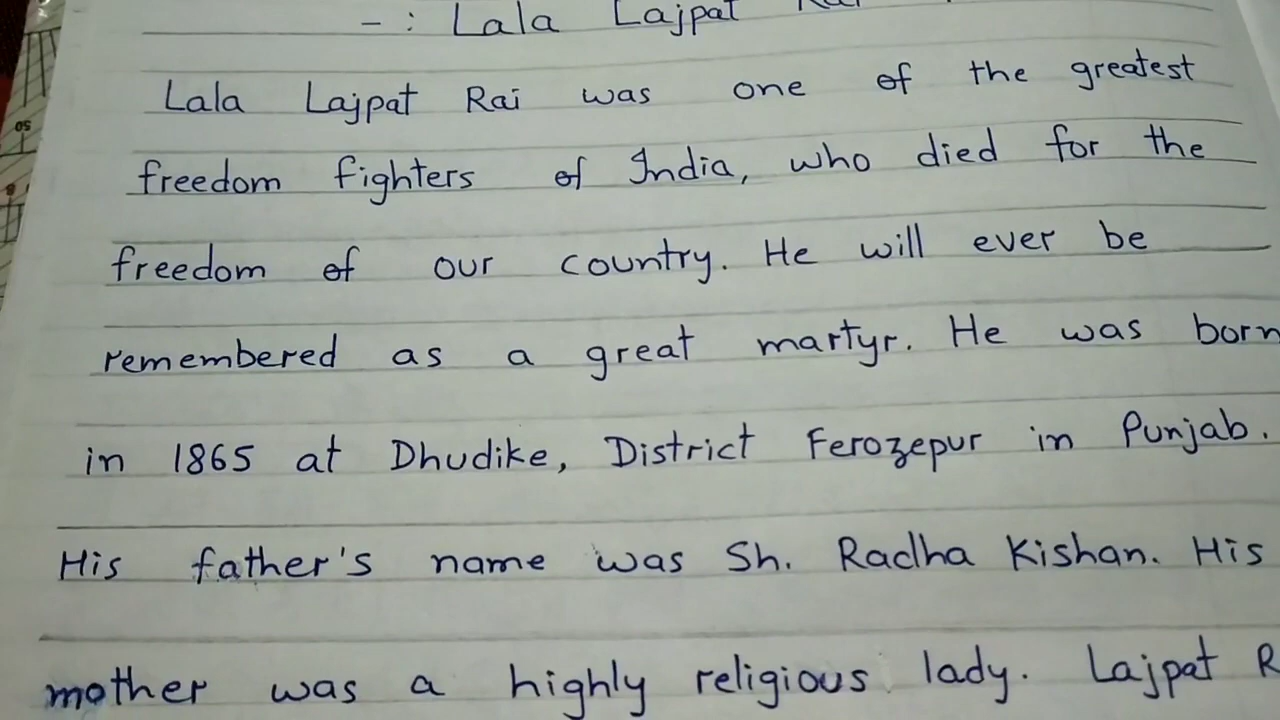 - : Lala Lajpat Rai
Lala Lajpat Rai was one of the greatest
freedom fighters of India, who died for the
freedom of our country. He will ever be
remembered as a great martyr. He was born
in 1865 at Dhudike, District Ferozepur in Punjab.
His father's name was Sh. Radha Kishan. His
mother was a highly religious lady. Lajpat R
50